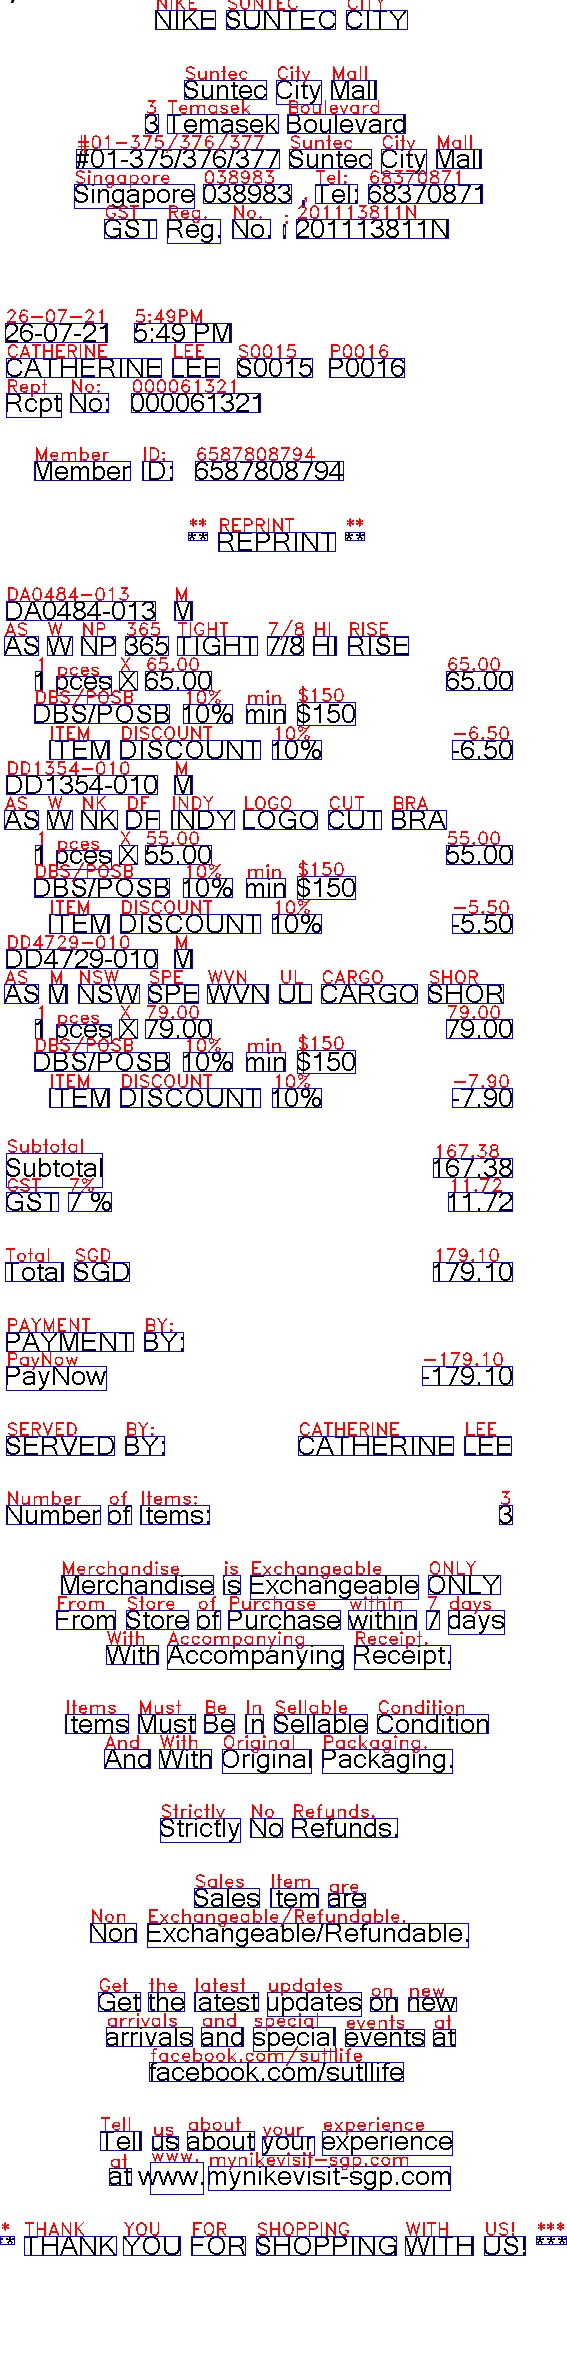 NIKE SUNTEC CITY
Suntec City Mall
3 Temasek Boulevard
#01-375/376/377 Suntec City Mall
Singapore 038983 , Tel: 68370871
GST Reg. No. : 201113811N
26-07-21 5:49 PM
CATHERINE LEE S0015 P0016
Rcpt No: 000061321
Member ID: 6587808794
** REPRINT **
DA0484-013 M
AS W NP 365 TIGHT 7/8 HI RISE
1 pces X 65.00 65.00
DBS/POSB 10% min $150
ITEM DISCOUNT 10% -6.50
DD1354-010 M
AS W NK DF INDY LOGO CUT BRA
1 pces X 55.00 55.00
DBS/POSB 10% min $150
ITEM DISCOUNT 10% -5.50
DD4729-010 M
AS M NSW SPE WVN UL CARGO SHOR
1 pces X 79.00 79.00
DBS/POSB 10% min $150
ITEM DISCOUNT 10% -7.90
Subtotal 167.38
GST 7 % 11.72
Total SGD 179.10
PAYMENT BY:
PayNow -179.10
SERVED BY: CATHERINE LEE
Number of Items: 3
Merchandise is Exchangeable ONLY
From Store of Purchase within 7 days
With Accompanying Receipt.
Items Must Be In Sellable Condition
And With Original Packaging.
Strictly No Refunds.
Sales Item are
Non Exchangeable/Refundable.
Get the latest updates on new
arrivals and special events at
facebook.com/sutllife
Tell us about your experience
at www.mynikevisit-sgp.com
** THANK YOU FOR SHOPPING WITH US! ***